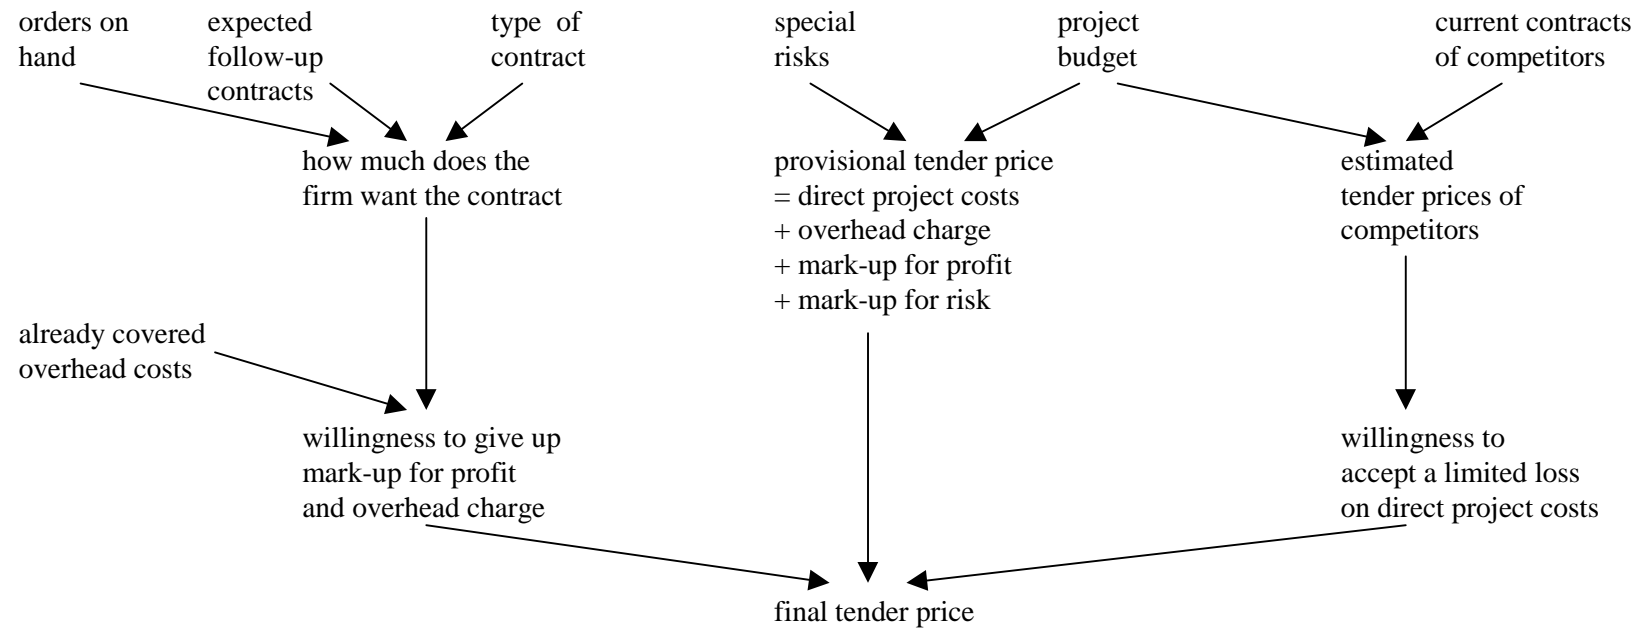 orders on
hand
expected
follow-up
contracts
type of
contract
special
risks
project
budget
current contracts
of competitors
how much does the
firm want the contract
provisional tender price
= direct project costs
+ overhead charge
+ mark-up for profit
+ mark-up for risk
estimated
tender prices of
competitors
already covered
overhead costs
willingness to give up
mark-up for profit
and overhead charge
willingness to
accept a limited loss
on direct project costs
final tender price